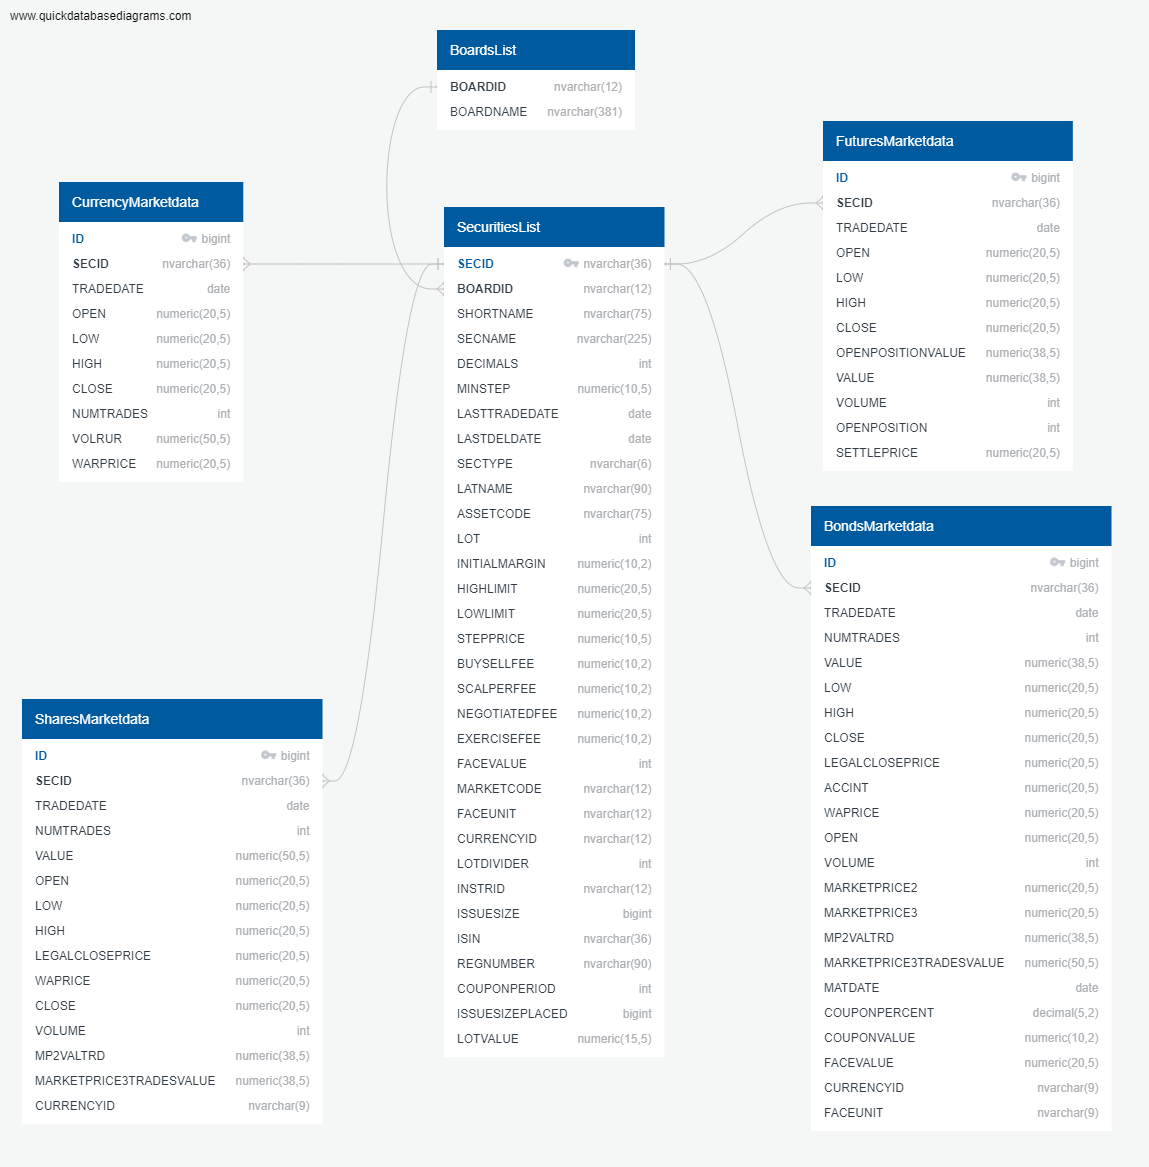 www.quickdatabasediagrams.com
BoardsList
BOARDID nvarchar(12)
BOARDNAME nvarchar(381)
FuturesMarketdata
ID bigint
SECID nvarchar(36)
TRADEDATE date
OPEN numeric(20,5)
LOW numeric(20,5)
HIGH numeric(20,5)
CLOSE numeric(20,5)
OPENPOSITIONVALUE numeric(38,5)
VALUE numeric(38,5)
VOLUME int
OPENPOSITION int
SETTLEPRICE numeric(20,5)
CurrencyMarketdata
ID bigint
SECID nvarchar(36)
TRADEDATE date
OPEN numeric(20,5)
LOW numeric(20,5)
HIGH numeric(20,5)
CLOSE numeric(20,5)
NUMTRADES int
VOLRUR numeric(50,5)
WARPRICE numeric(20,5)
SecuritiesList
SECID nvarchar(36)
BOARDID nvarchar(12)
SHORTNAME nvarchar(75)
SECNAME nvarchar(225)
DECIMALS int
MINSTEP numeric(10,5)
LASTTRADEDATE date
LASTDELDATE date
SECTYPE nvarchar(6)
LATNAME nvarchar(90)
ASSETCODE nvarchar(75)
LOT int
INITIALMARGIN numeric(10,2)
HIGHLIMIT numeric(20,5)
LOWLIMIT numeric(20,5)
STEPPRICE numeric(10,5)
BUYSELLFEE numeric(10,2)
SCALPERFEE numeric(10,2)
NEGOTIATEDFEE numeric(10,2)
EXERCISEFEE numeric(10,2)
FACEVALUE int
MARKETCODE nvarchar(12)
FACEUNIT nvarchar(12)
CURRENCYID nvarchar(12)
LOTDIVIDER int
INSTRID nvarchar(12)
ISSUESIZE bigint
ISIN nvarchar(36)
REGNUMBER nvarchar(90)
COUPONPERIOD int
ISSUESIZEPLACED bigint
LOTVALUE numeric(15,5)
BondsMarketdata
ID bigint
SECID nvarchar(36)
TRADEDATE date
NUMTRADES int
VALUE numeric(38,5)
LOW numeric(20,5)
HIGH numeric(20,5)
CLOSE numeric(20,5)
LEGALCLOSEPRICE numeric(20,5)
ACCINT numeric(20,5)
WAPRICE numeric(20,5)
OPEN numeric(20,5)
VOLUME int
MARKETPRICE2 numeric(20,5)
MARKETPRICE3 numeric(20,5)
MP2VALTRD numeric(38,5)
MARKETPRICE3TRADESVALUE numeric(50,5)
MATDATE date
COUPONPERCENT decimal(5,2)
COUPONVALUE numeric(10,2)
FACEVALUE numeric(20,5)
CURRENCYID nvarchar(9)
FACEUNIT nvarchar(9)
SharesMarketdata
ID bigint
SECID nvarchar(36)
TRADEDATE date
NUMTRADES int
VALUE numeric(50,5)
OPEN numeric(20,5)
LOW numeric(20,5)
HIGH numeric(20,5)
LEGALCLOSEPRICE numeric(20,5)
WAPRICE numeric(20,5)
CLOSE numeric(20,5)
VOLUME int
MP2VALTRD numeric(38,5)
MARKETPRICE3TRADESVALUE numeric(38,5)
CURRENCYID nvarchar(9)